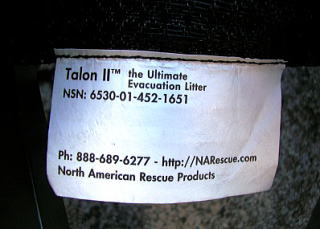 Talon II™ the Ultimate
Evacuation Litter
NSN: 6530-01-452-1651
Ph: 888-689-6277 - http://NARescue.com
North American Rescue Products